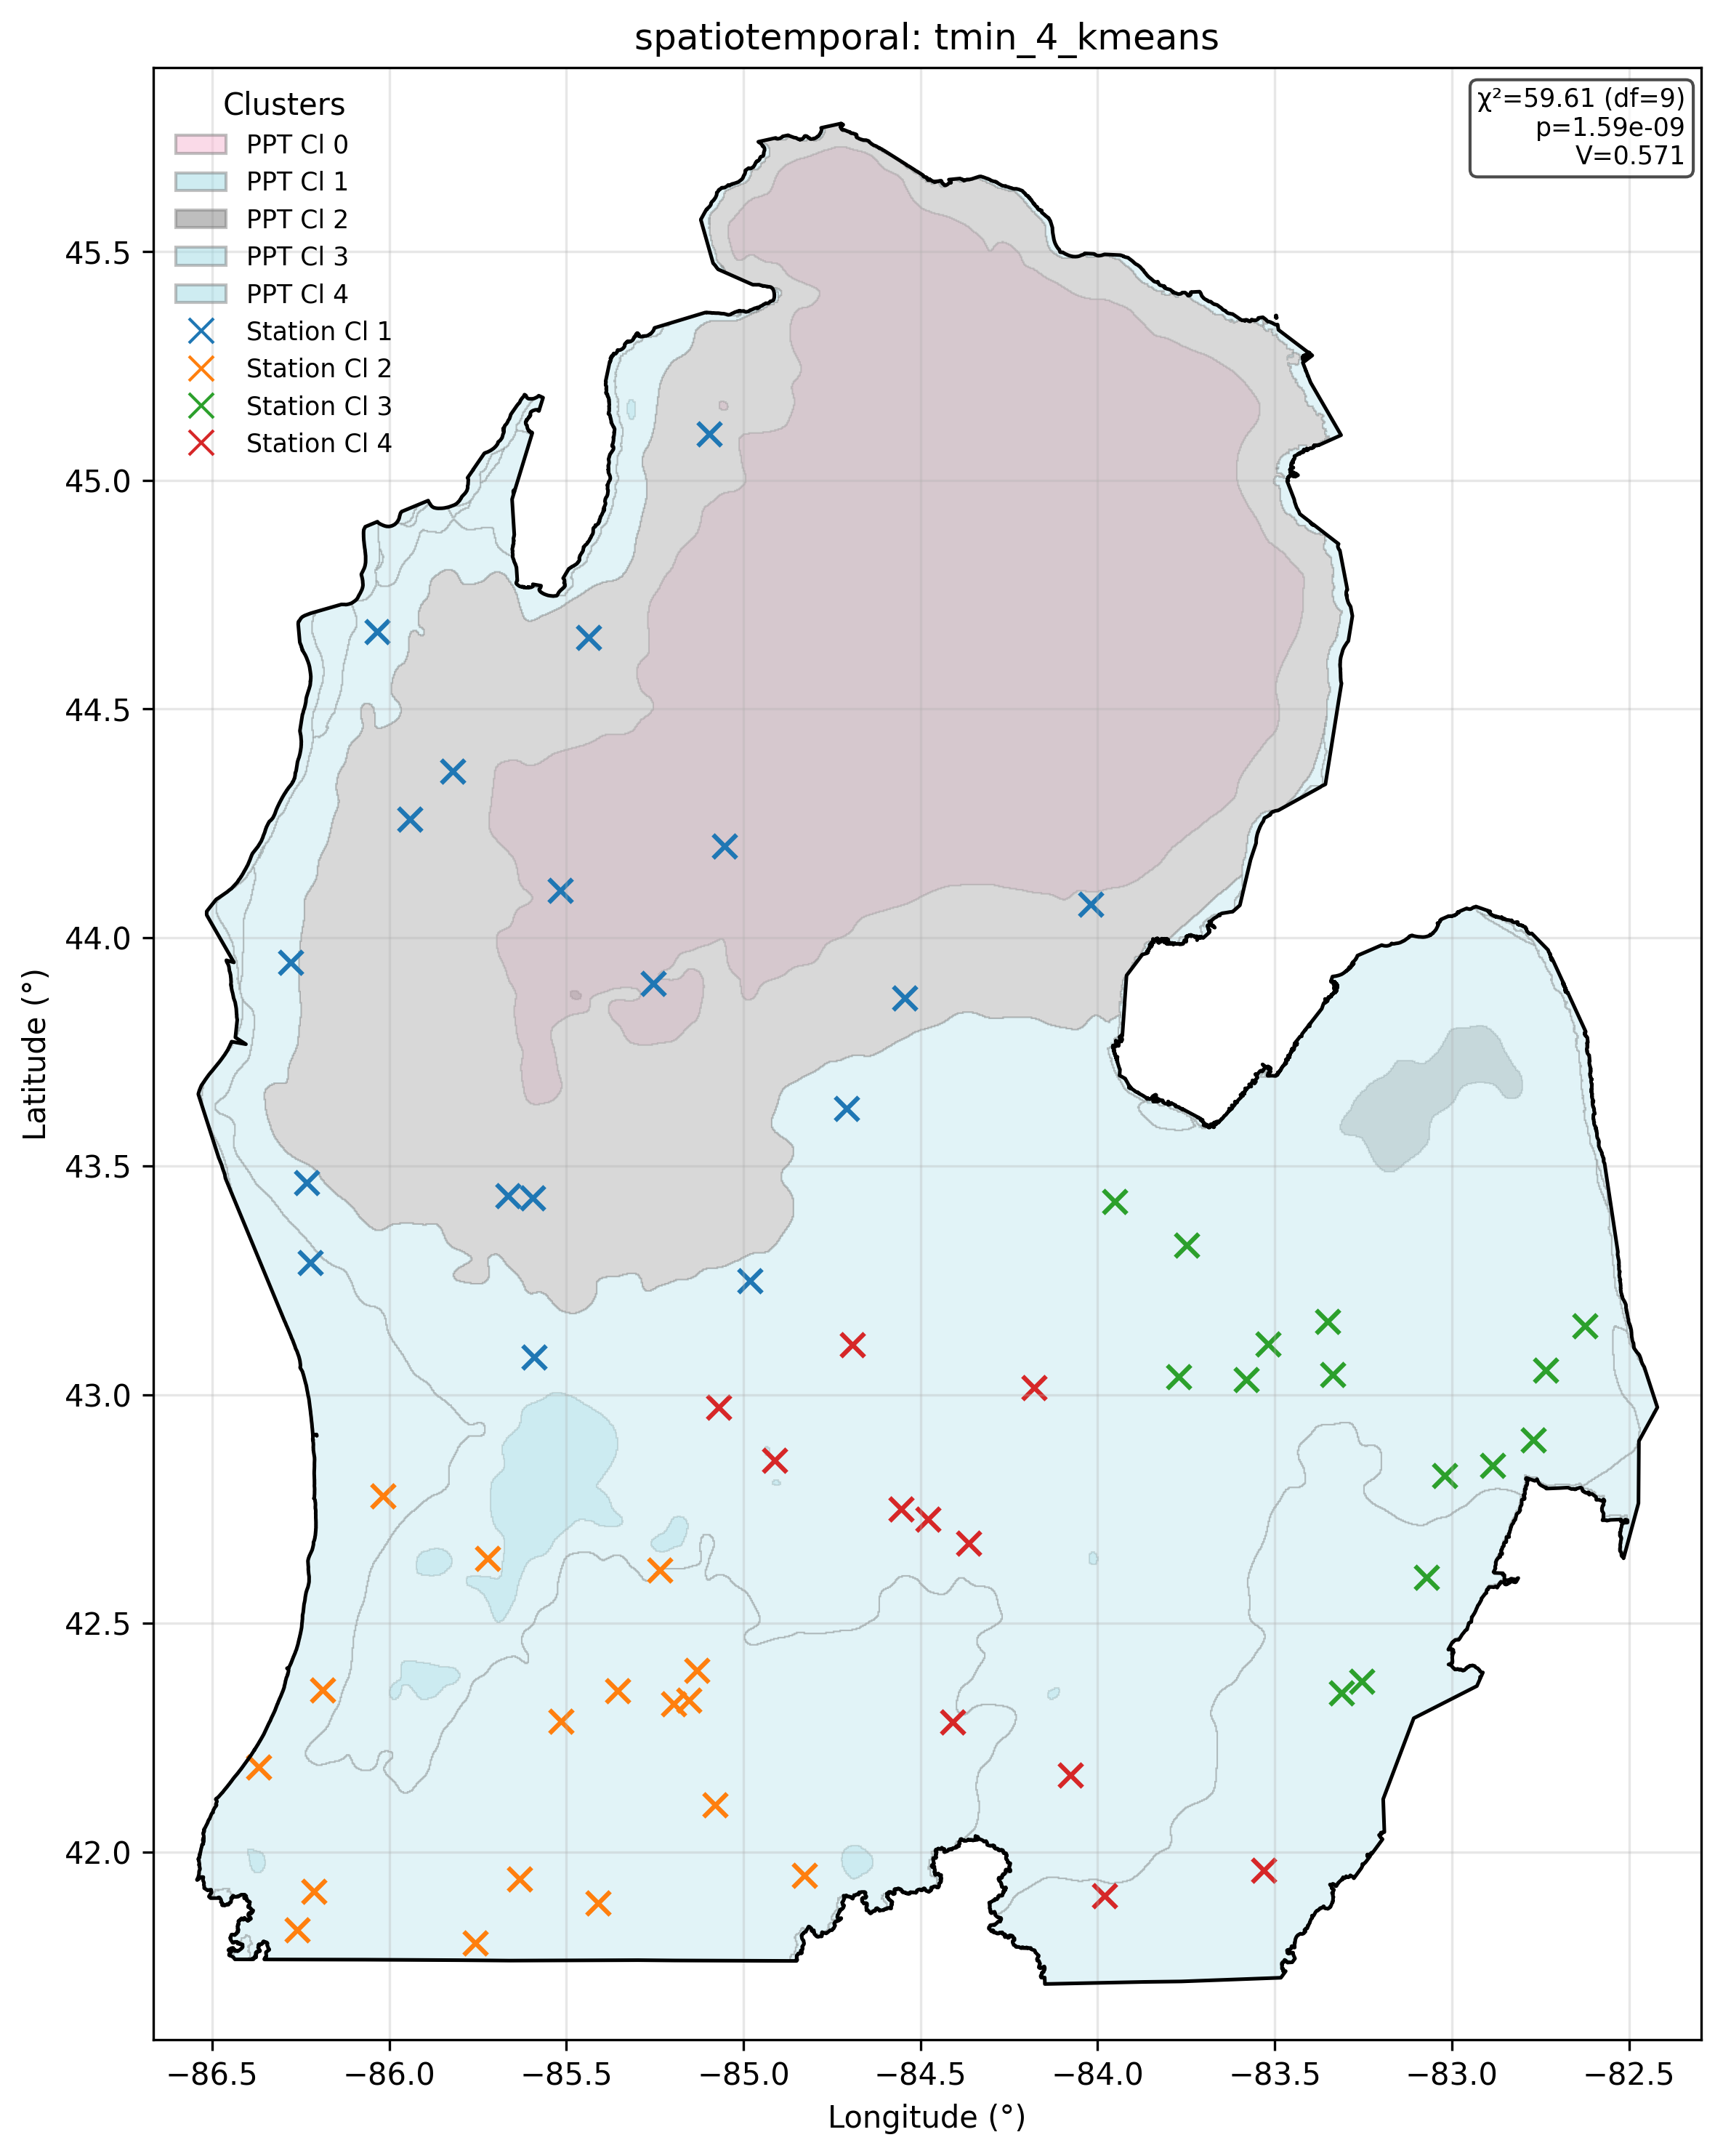 spatiotemporal: tmin_4_kmeans
Clusters
PPT Cl 0
PPT Cl 1
PPT Cl 2
PPT Cl 3
PPT Cl 4
Station Cl 1
Station Cl 2
Station Cl 3
Station Cl 4
χ²=59.61 (df=9)
p=1.59e-09
V=0.571
45.5
45.0
44.5
44.0
43.5
43.0
42.5
42.0
Latitude (°)
−86.5 −86.0 −85.5 −85.0 −84.5 −84.0 −83.5 −83.0 −82.5
Longitude (°)